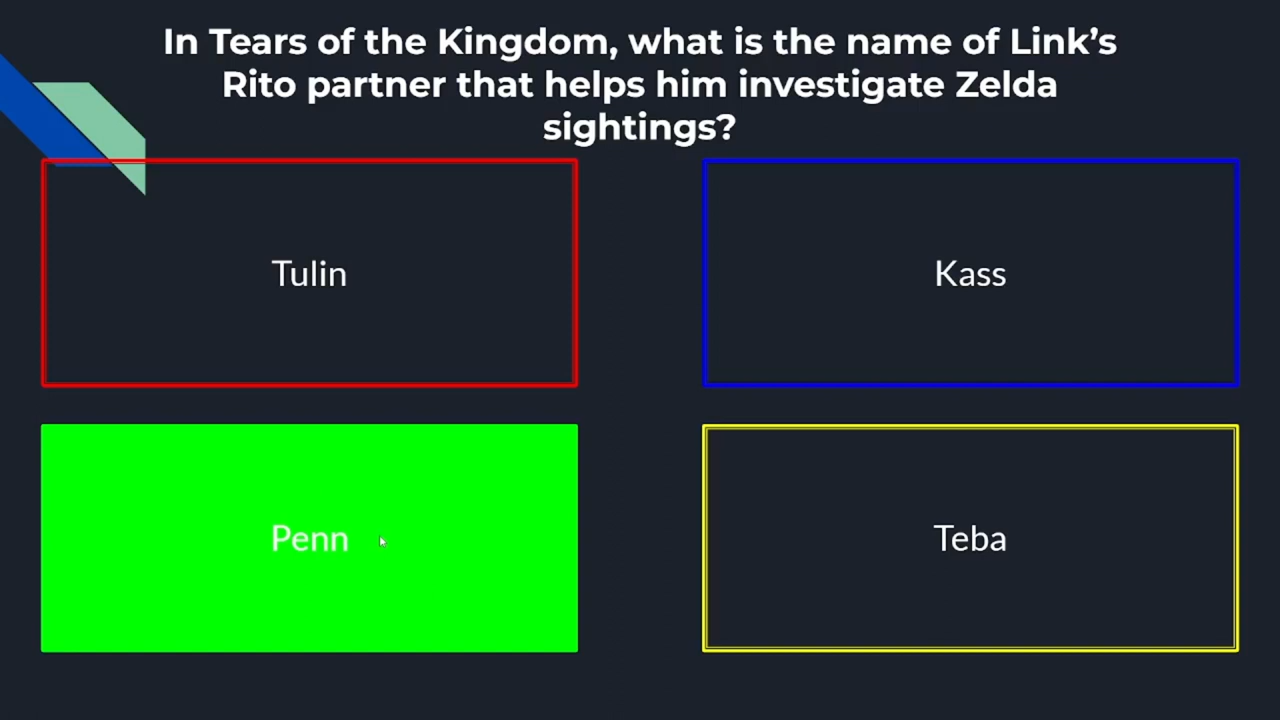 In Tears of the Kingdom, what is the name of Link’s
Rito partner that helps him investigate Zelda
sightings?
Tulin
Kass
Penn
Teba